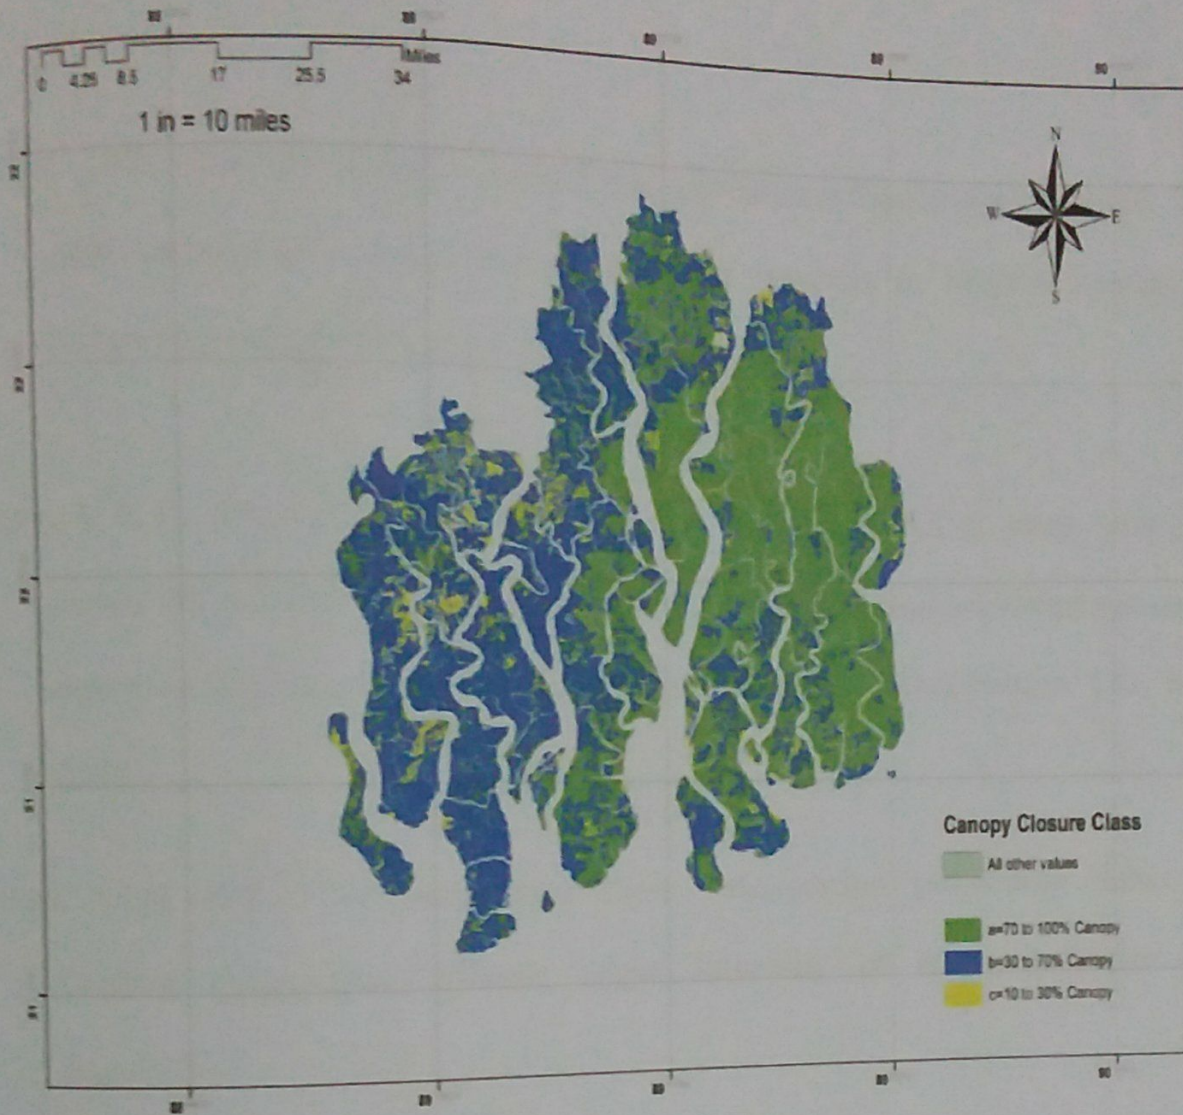 Miles
0 4.25 8.5 17 25.5 34
1 in = 10 miles
N
W E
S
Canopy Closure Class
All other values
a=70 to 100% Canopy
b=30 to 70% Canopy
c=10 to 30% Canopy